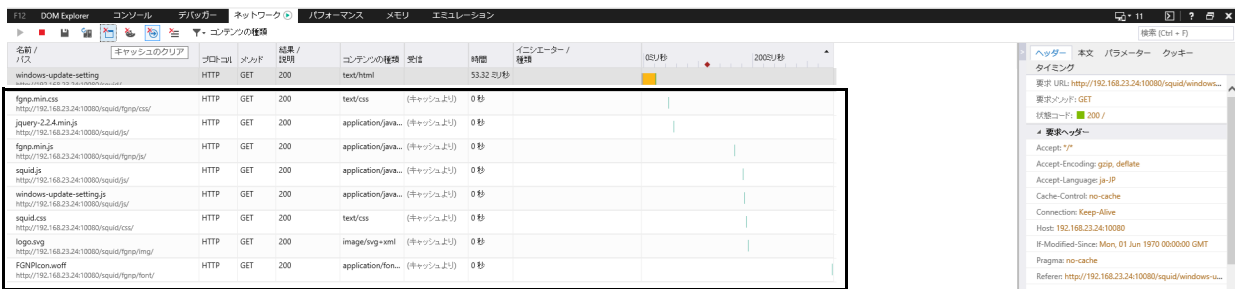 F12 DOM Explorer コンソール デバッガー ネットワーク パフォーマンス メモリ エミュレーション 11 ? x
コンテンツの種類 検索 (Ctrl + F)
キャッシュのクリア
名前 / パス プロトコル メソッド 結果 / 説明 コンテンツの種類 受信 時間 イニシエーター / 種類 0ミリ秒 200ミリ秒
windows-update-setting HTTP GET 200 text/html 53.32 ミリ秒
http://192.168.23.24:10080/squid/
fgnp.min.css HTTP GET 200 text/css (キャッシュより) 0 秒
http://192.168.23.24:10080/squid/fgnp/css/
jquery-2.2.4.min.js HTTP GET 200 application/java... (キャッシュより) 0 秒
http://192.168.23.24:10080/squid/js/
fgnp.min.js HTTP GET 200 application/java... (キャッシュより) 0 秒
http://192.168.23.24:10080/squid/fgnp/js/
squid.js HTTP GET 200 application/java... (キャッシュより) 0 秒
http://192.168.23.24:10080/squid/js/
windows-update-setting.js HTTP GET 200 application/java... (キャッシュより) 0 秒
http://192.168.23.24:10080/squid/js/
squid.css HTTP GET 200 text/css (キャッシュより) 0 秒
http://192.168.23.24:10080/squid/css/
logo.svg HTTP GET 200 image/svg+xml (キャッシュより) 0 秒
http://192.168.23.24:10080/squid/fgnp/img/
FGNPIcon.woff HTTP GET 200 application/fon... (キャッシュより) 0 秒
http://192.168.23.24:10080/squid/fgnp/font/
ヘッダー 本文 パラメーター クッキー
タイミング
要求 URL: http://192.168.23.24:10080/squid/windows...
要求メソッド: GET
状態コード: 200 /
要求ヘッダー
Accept: */*
Accept-Encoding: gzip, deflate
Accept-Language: ja-JP
Cache-Control: no-cache
Connection: Keep-Alive
Host: 192.168.23.24:10080
If-Modified-Since: Mon, 01 Jun 1970 00:00:00 GMT
Pragma: no-cache
Referer: http://192.168.23.24:10080/squid/windows-u...